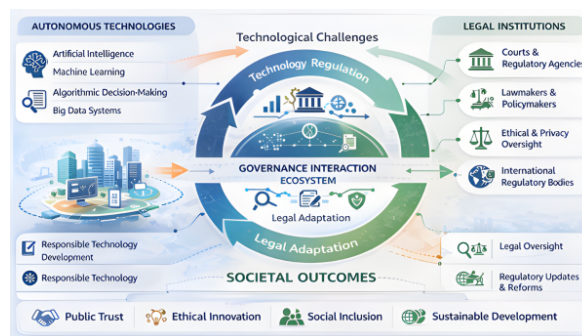 AUTONOMOUS TECHNOLOGIES
Artificial Intelligence
Machine Learning
Algorithmic Decision-Making
Big Data Systems
Technological Challenges
Technology Regulation
GOVERNANCE INTERACTION
ECOSYSTEM
Legal Adaptation
Legal Adaptation
LEGAL INSTITUTIONS
Courts &
Regulatory Agencies
Lawmakers &
Policymakers
Ethical & Privacy
Oversight
International
Regulatory Bodies
Responsible Technology
Development
Responsible Technology
Legal Oversight
Regulatory Updates
& Reforms
SOCIETAL OUTCOMES
Public Trust
Ethical Innovation
Social Inclusion
Sustainable Development